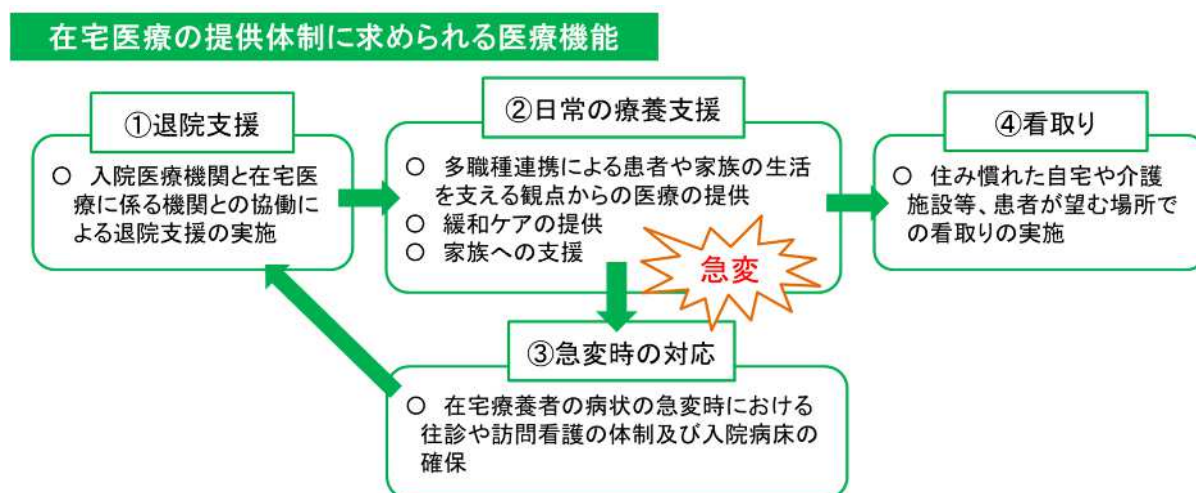 在宅医療の提供体制に求められる医療機能
①退院支援
○ 入院医療機関と在宅医
療に係る機関との協働に
よる退院支援の実施
②日常の療養支援
○ 多職種連携による患者や家族の生活
を支える観点からの医療の提供
○ 緩和ケアの提供
○ 家族への支援
急変
④看取り
○ 住み慣れた自宅や介護
施設等、患者が望む場所で
の看取りの実施
③急変時の対応
○ 在宅療養者の病状の急変時における
往診や訪問看護の体制及び入院病床の
確保